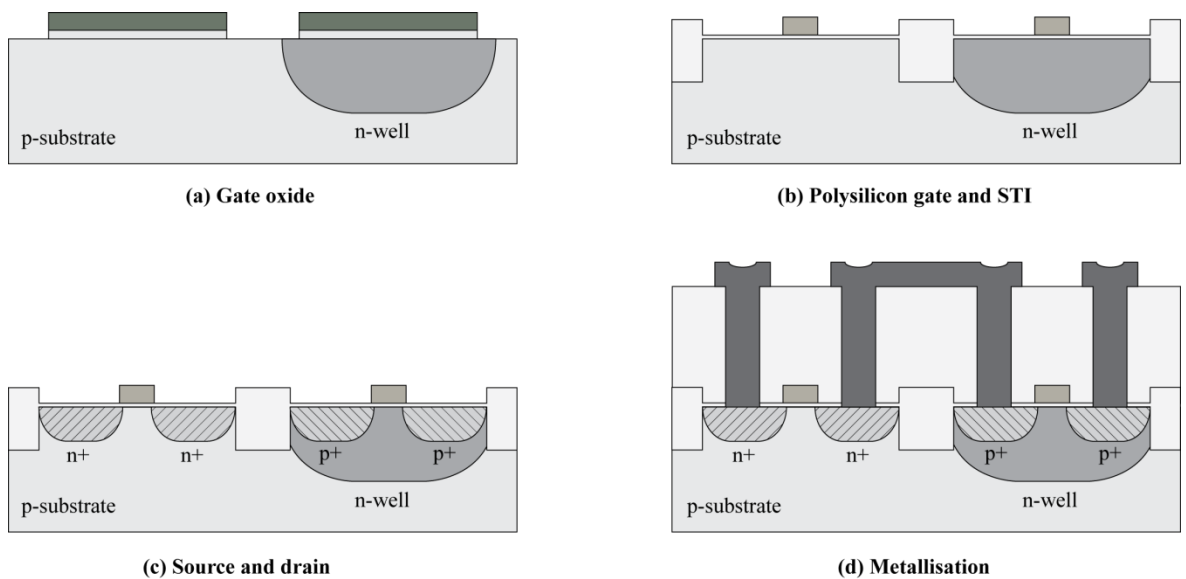 p-substrate
n-well
(a) Gate oxide
n-well
p-substrate
(b) Polysilicon gate and STI
n+ n+ p+ p+
n-well
p-substrate
(c) Source and drain
n+ n+ p+ p+
n-well
p-substrate
(d) Metallisation